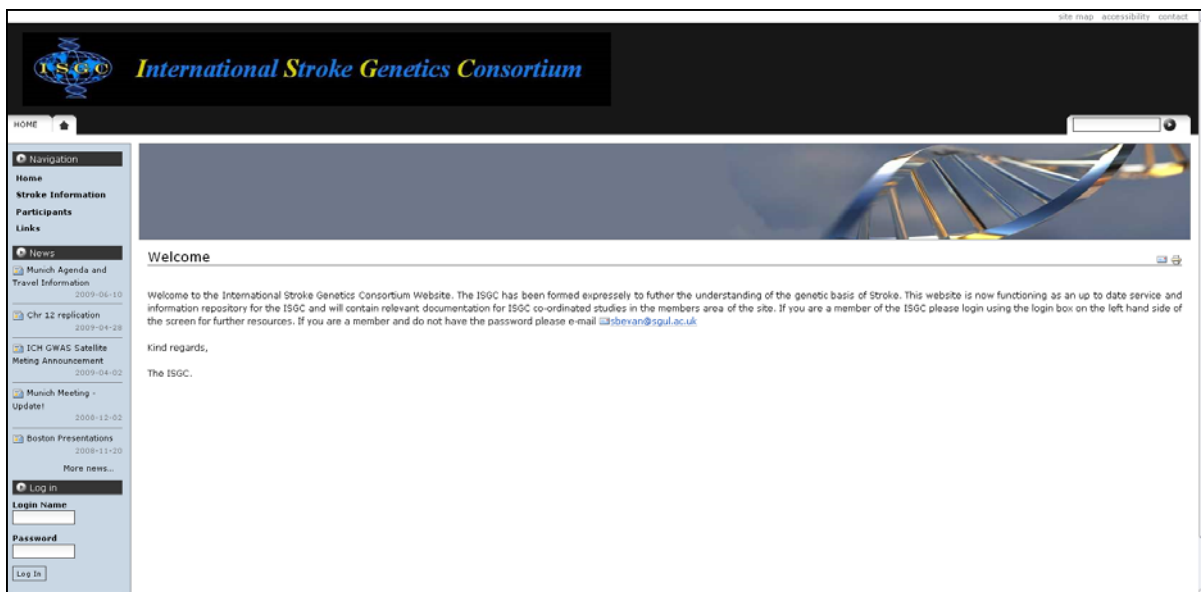 site map accessibility contact
ISGC
International Stroke Genetics Consortium
HOME
Navigation
Home
Stroke Information
Participants
Links
News
Munich Agenda and
Travel Information
2009-06-10
Chr 12 replication
2009-04-28
ICH GWAS Satellite
Meting Announcement
2009-04-02
Munich Meeting -
Update!
2008-12-02
Boston Presentations
2008-11-20
More news...
Log in
Login Name
Password
Log In
Welcome
Welcome to the International Stroke Genetics Consortium Website. The ISGC has been formed expressely to futher the understanding of the genetic basis of Stroke. This website is now functioning as an up to date service and
information repository for the ISGC and will contain relevant documentation for ISGC co-ordinated studies in the members area of the site. If you are a member of the ISGC please login using the login box on the left hand side of
the screen for further resources. If you are a member and do not have the password please e-mail sbevan@sgul.ac.uk
Kind regards,
The ISGC.